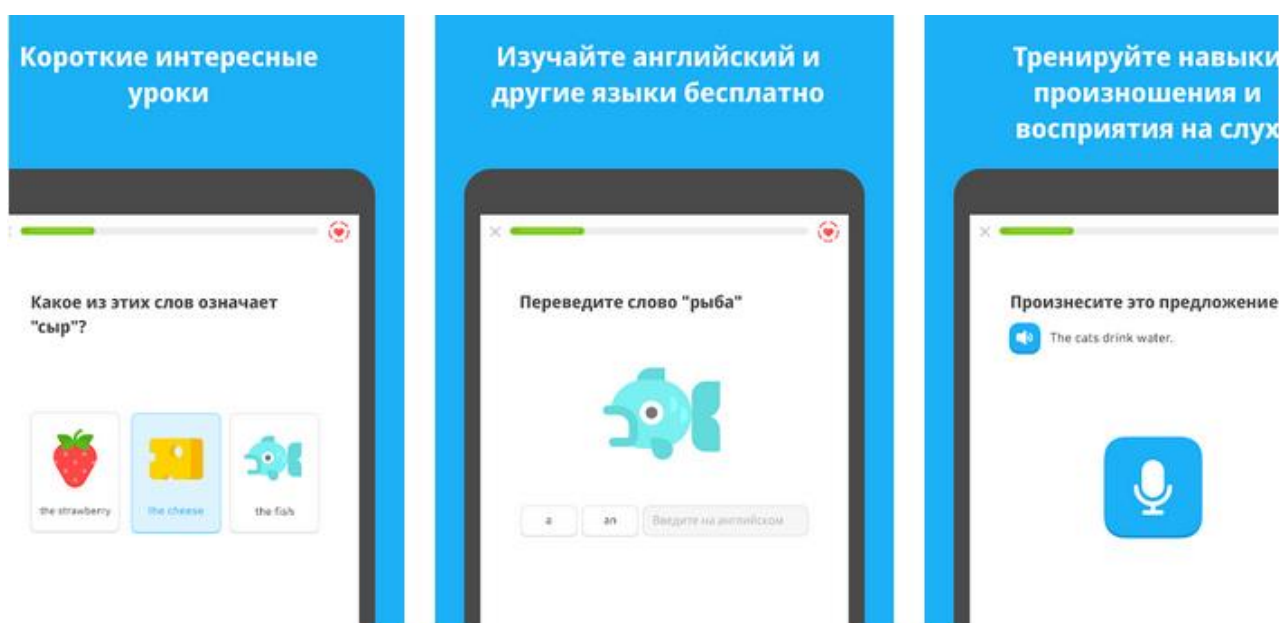 Короткие интересные
уроки
Какое из этих слов означает
"сыр"?
the strawberry
the cheese
the fish
Изучайте английский и
другие языки бесплатно
Переведите слово "рыба"
a
an
Введите на английском
Тренируйте навыки
произношения и
восприятия на слух
Произнесите это предложение
The cats drink water.